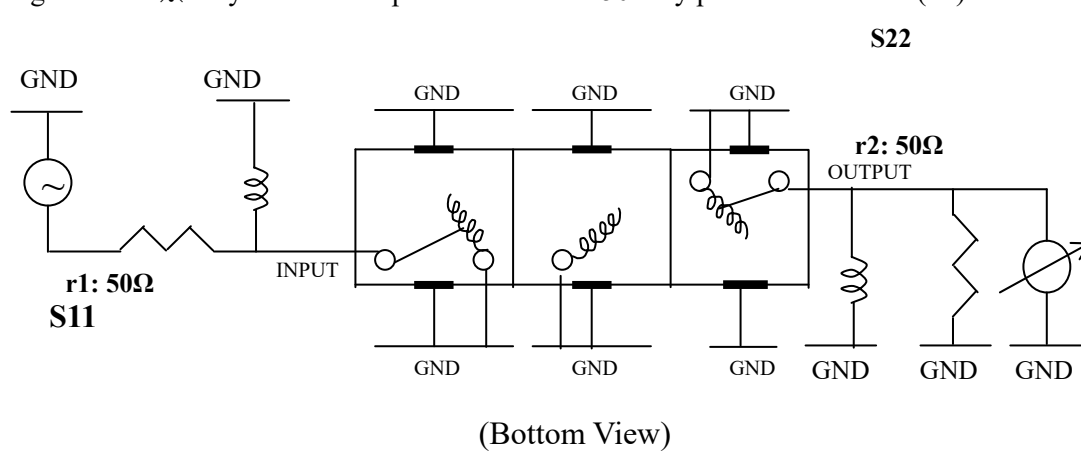 S22
GND
GND
GND
GND
GND
r2: 50Ω
OUTPUT
INPUT
r1: 50Ω
S11
GND
GND
GND
GND
GND
GND
(Bottom View)